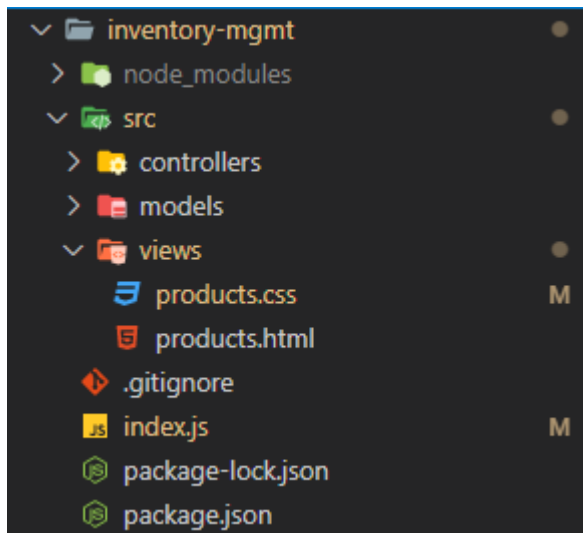 inventory-mgmt
node_modules
src
controllers
models
views
products.css M
products.html
.gitignore
JS index.js M
package-lock.json
package.json